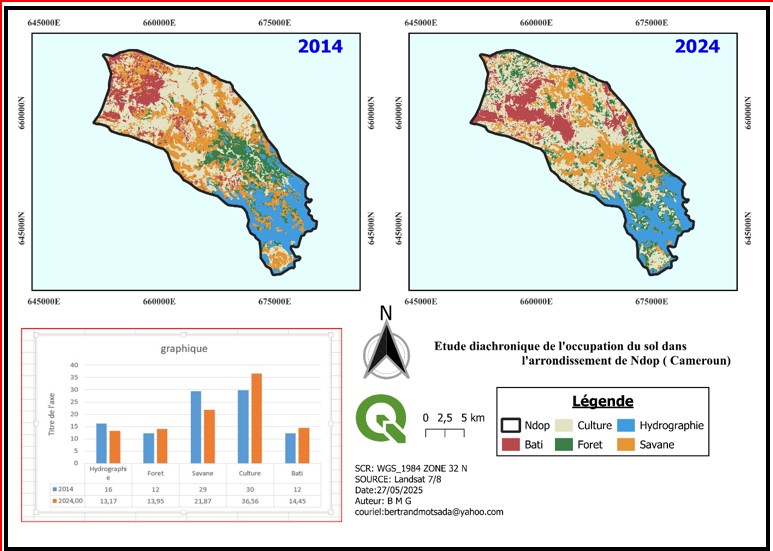 645000E 660000E 675000E
645000E 660000E 675000E
2014
2024
660000N
645000N
660000N
645000N
660000N
645000N
645000E 660000E 675000E
645000E 660000E 675000E
graphique
Titre de l'axe
40
35
30
25
20
15
10
5
0
Hydrographi
e
Foret
Savane
Culture
Bati
2014 16 12 29 30 12
2024,00 13,17 13,95 21,87 36,56 14,45
N
Etude diachronique de l'occupation du sol dans
l'arrondissement de Ndop ( Cameroun)
0 2,5 5 km
Légende
Ndop Culture Hydrographie
Bati Foret Savane
SCR: WGS_1984 ZONE 32 N
SOURCE: Landsat 7/8
Date:27/05/2025
Auteur: B M G
couriel:bertrandmotsada@yahoo.com